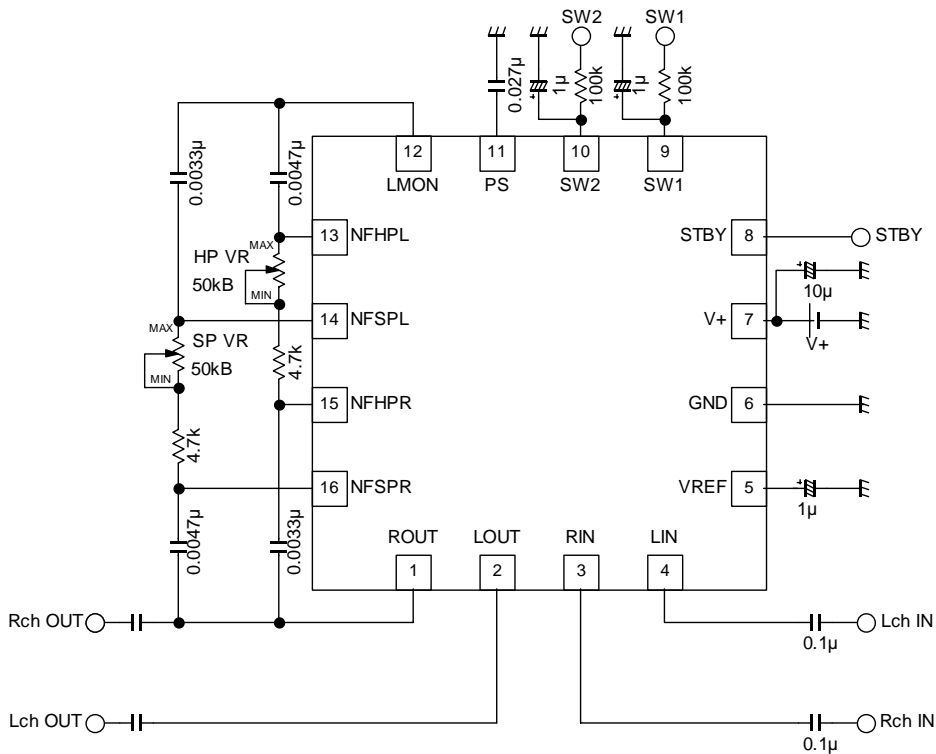 SW2
SW1
0.027µ
1µ
100k
1µ
100k
12
11
10
9
LMON
PS
SW2
SW1
0.0033µ
0.0047µ
13
NFHPL
STBY
8
STBY
HP VR
MAX
50kB
MIN
10µ
14
NFSPL
V+
7
V+
MAX
SP VR
50kB
MIN
4.7k
15
NFHPR
GND
6
4.7k
16
NFSPR
VREF
5
1µ
0.0047µ
0.0033µ
ROUT
LOUT
RIN
LIN
1
2
3
4
Rch OUT
Lch IN
0.1µ
Lch OUT
Rch IN
0.1µ